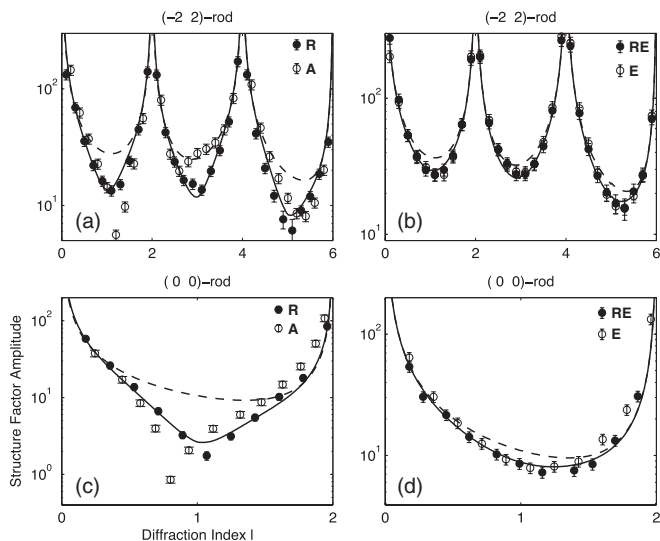 (-2 2)-rod
(-2 2)-rod
R
A
10²
10¹
(a)
0 2 4 6
RE
E
10²
10¹
(b)
0 2 4 6
( 0 0)-rod
( 0 0)-rod
Structure Factor Amplitude
R
A
10²
10¹
10⁰
(c)
0 1 2
RE
E
10²
10¹
(d)
0 1 2
Diffraction Index l